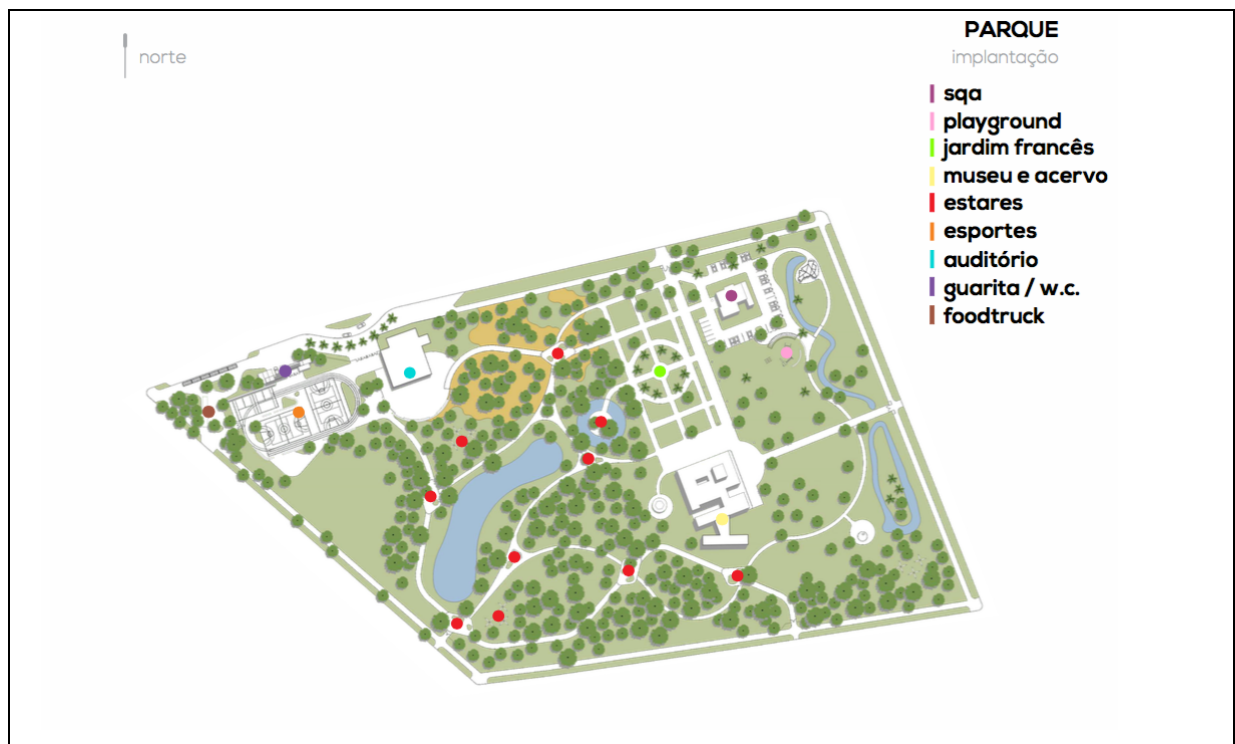 norte
PARQUE
implantação
sqa
playground
jardim francês
museu e acervo
estares
esportes
auditório
guarita / w.c.
foodtruck